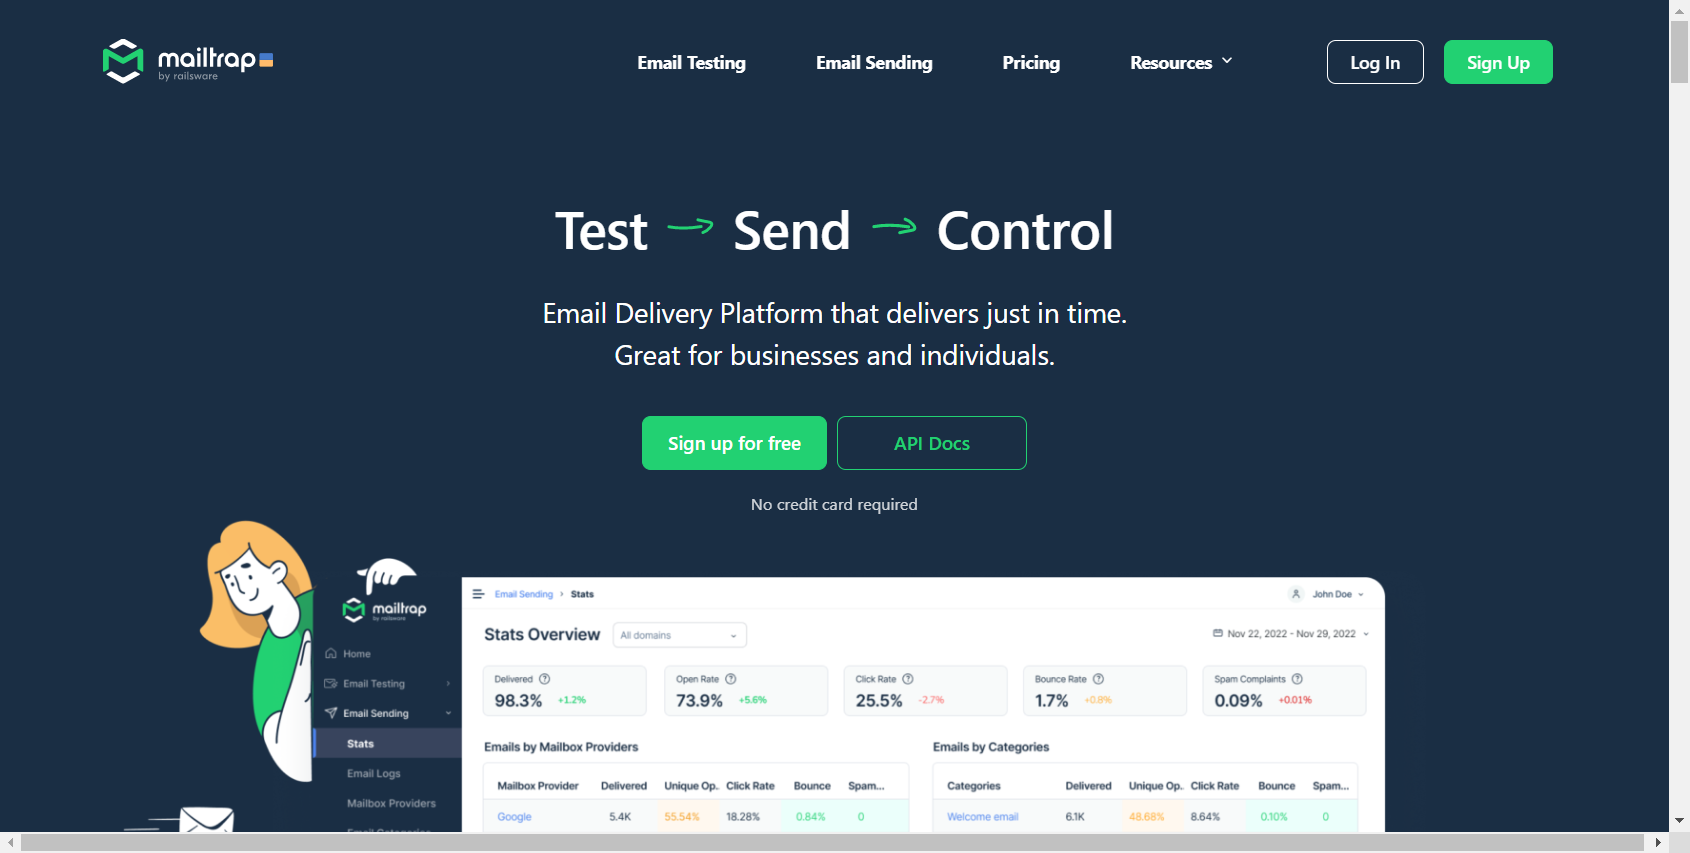 mailtrap
by railsware
Email Testing
Email Sending
Pricing
Resources
Log In
Sign Up
Test Send Control
Email Delivery Platform that delivers just in time.
Great for businesses and individuals.
Sign up for free
API Docs
No credit card required
mailtrap
by railsware
Home
Email Testing
Email Sending
Stats
Email Logs
Mailbox Providers
Email Categories
Email Sending > Stats
John Doe
Stats Overview
All domains
Nov 22, 2022 - Nov 29, 2022
Delivered ?
98.3% +1.2%
Open Rate ?
73.9% +5.6%
Click Rate ?
25.5% -2.7%
Bounce Rate ?
1.7% +0.8%
Spam Complaints ?
0.09% +0.01%
Emails by Mailbox Providers
Mailbox Provider Delivered Unique Op.. Click Rate Bounce Spam...
Google 5.4K 55.54% 18.28% 0.84% 0
Emails by Categories
Categories Delivered Unique Op.. Click Rate Bounce Spam...
Welcome email 6.1K 48.68% 8.64% 0.10% 0